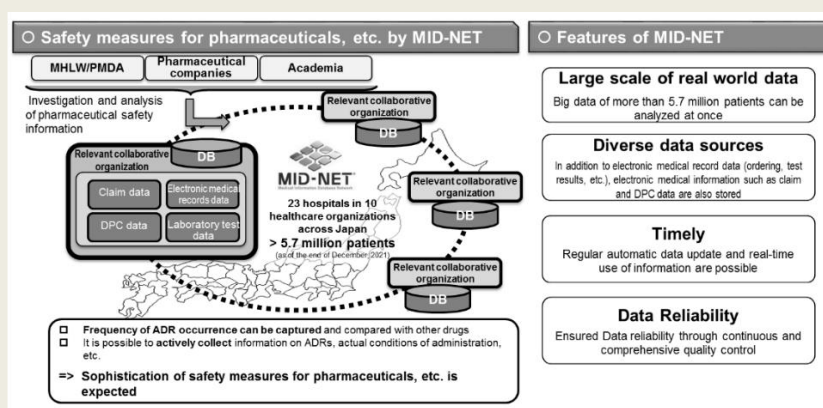 ○ Safety measures for pharmaceuticals, etc. by MID-NET
MHLW/PMDA
Pharmaceutical
companies
Academia
Investigation and analysis
of pharmaceutical safety
information
Relevant collaborative
organization
DB
Relevant collaborative
organization
DB
Claim data
Electronic medical
records data
DPC data
Laboratory test
data
MID-NET
Medical Information Database Network
23 hospitals in 10
healthcare organizations
across Japan
> 5.7 million patients
(as of the end of December, 2021)
Relevant collaborative
organization
DB
Relevant collaborative
organization
DB
□ Frequency of ADR occurrence can be captured and compared with other drugs
□ It is possible to actively collect information on ADRs, actual conditions of administration,
etc.
=> Sophistication of safety measures for pharmaceuticals, etc. is
expected
○ Features of MID-NET
Large scale of real world data
Big data of more than 5.7 million patients can be
analyzed at once
Diverse data sources
In addition to electronic medical record data (ordering, test
results, etc.), electronic medical information such as claim
and DPC data are also stored
Timely
Regular automatic data update and real-time
use of information are possible
Data Reliability
Ensured Data reliability through continuous and
comprehensive quality control